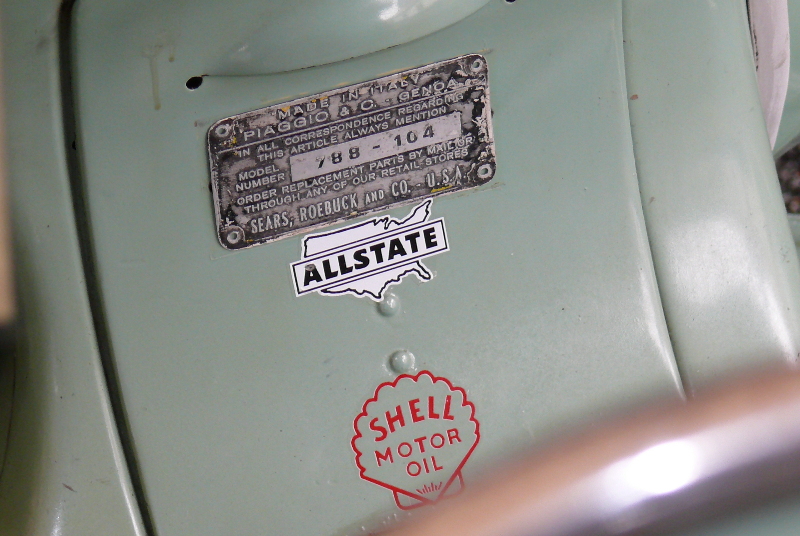 MADE IN ITALY
PIAGGIO & C. - GENOA
IN ALL CORRESPONDENCE REGARDING
THIS ARTICLE ALWAYS MENTION
MODEL NUMBER 788 - 104
ORDER REPLACEMENT PARTS BY MAIL OR
THROUGH ANY OF OUR RETAIL STORES
SEARS, ROEBUCK AND CO. - U.S.A.
ALLSTATE
SHELL
MOTOR
OIL